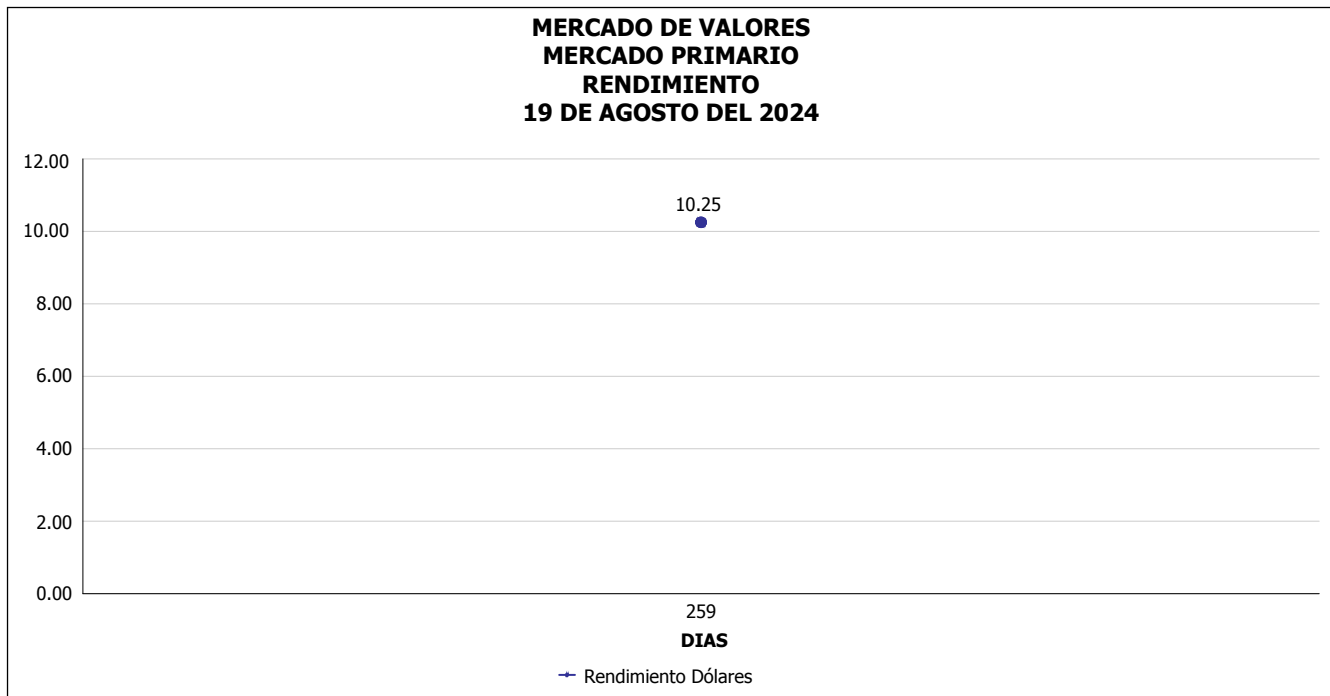 MERCADO DE VALORES
MERCADO PRIMARIO
RENDIMIENTO
19 DE AGOSTO DEL 2024
12.00
10.25
10.00
8.00
6.00
4.00
2.00
0.00
259
DIAS
Rendimiento Dólares